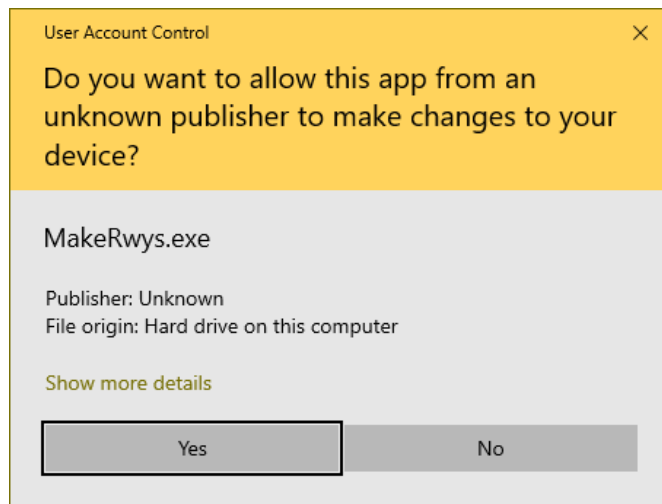 User Account Control
Do you want to allow this app from an
unknown publisher to make changes to your
device?
MakeRwys.exe
Publisher: Unknown
File origin: Hard drive on this computer
Show more details
Yes
No